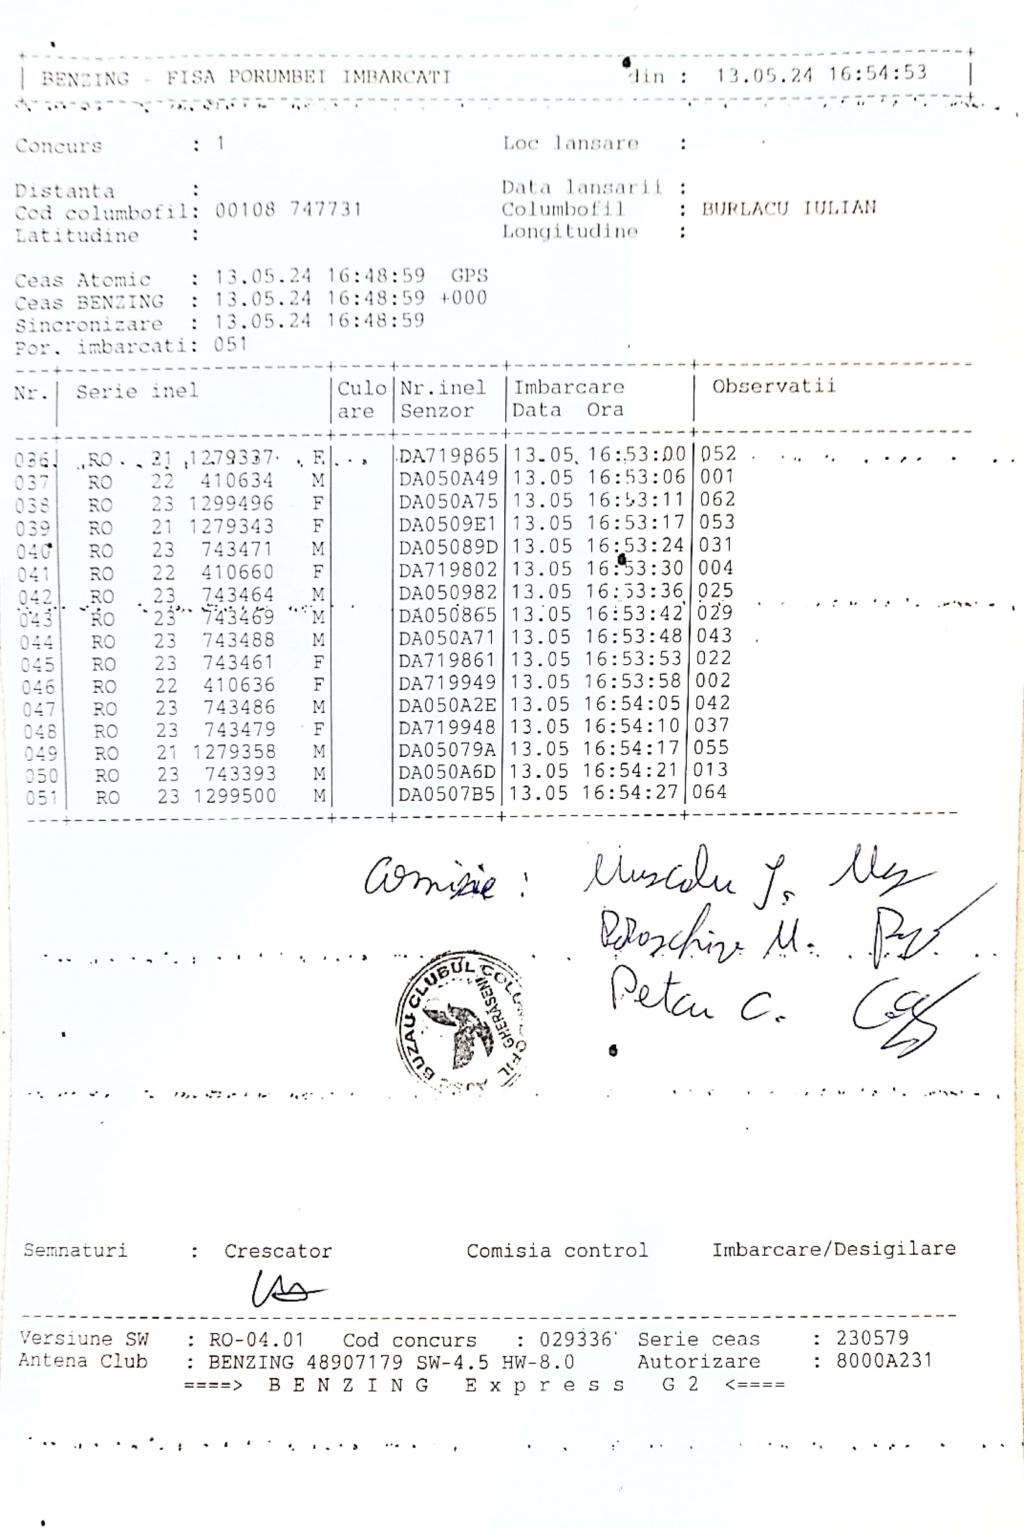 BENZING - FISA PORUMBEI IMBARCATI din : 13.05.24 16:54:53
Concurs : 1 Loc lansare :
Distanta : Data lansarii :
Cod columbofil: 00108 747731 Columbofil : BURLACU IULIAN
Latitudine : Longitudine :
Ceas Atomic : 13.05.24 16:48:59 GPS
Ceas BENZING : 13.05.24 16:48:59 +000
Sincronizare : 13.05.24 16:48:59
Por. imbarcati: 051
Nr. Serie inel Culo Nr.inel Imbarcare Observatii
are Senzor Data Ora
036 RO 21 1279337 F DA719865 13.05 16:53:00 052
037 RO 22 410634 M DA050A49 13.05 16:53:06 001
038 RO 23 1299496 F DA050A75 13.05 16:53:11 062
039 RO 21 1279343 F DA0509E1 13.05 16:53:17 053
040 RO 23 743471 M DA05089D 13.05 16:53:24 031
041 RO 22 410660 F DA719802 13.05 16:53:30 004
042 RO 23 743464 M DA050982 13.05 16:53:36 025
043 RO 23 743469 M DA050865 13.05 16:53:42 029
044 RO 23 743488 M DA050A71 13.05 16:53:48 043
045 RO 23 743461 F DA719861 13.05 16:53:53 022
046 RO 22 410636 F DA719949 13.05 16:53:58 002
047 RO 23 743486 M DA050A2E 13.05 16:54:05 042
048 RO 23 743479 F DA719948 13.05 16:54:10 037
049 RO 21 1279358 M DA05079A 13.05 16:54:17 055
050 RO 23 743393 M DA050A6D 13.05 16:54:21 013
051 RO 23 1299500 M DA0507B5 13.05 16:54:27 064
Comisie : Muscalu J.
M.
Petcu C.
BUZAU CLUBUL COLUMBOFIL
GHERĂSENI
Semnaturi : Crescator Comisia control Imbarcare/Desigilare
Versiune SW : RO-04.01 Cod concurs : 029336 Serie ceas : 230579
Antena Club : BENZING 48907179 SW-4.5 HW-8.0 Autorizare : 8000A231
====> B E N Z I N G E x p r e s s G 2 <====